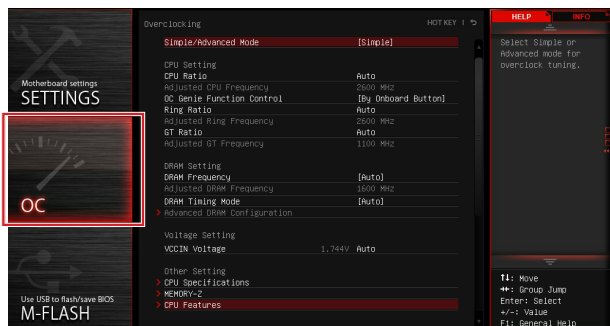 Motherboard settings
SETTINGS
OC
Use USB to flash/save BIOS
M-FLASH
Overclocking HOT KEY |
Simple/Advanced Mode [Simple]
CPU Setting
CPU Ratio Auto
Adjusted CPU Frequency 2600 MHz
OC Genie Function Control [By Onboard Button]
Ring Ratio Auto
Adjusted Ring Frequency 2600 MHz
GT Ratio Auto
Adjusted GT Frequency 1100 MHz
DRAM Setting
DRAM Frequency [Auto]
Adjusted DRAM Frequency 1600 MHz
DRAM Timing Mode [Auto]
> Advanced DRAM Configuration
Voltage Setting
VCCIN Voltage 1.744V Auto
Other Setting
> CPU Specifications
> MEMORY-Z
> CPU Features
HELP INFO
Select Simple or
Advanced mode for
overclock tuning.
↑↓: Move
→←: Group Jump
Enter: Select
+/-: Value
F1: General Help